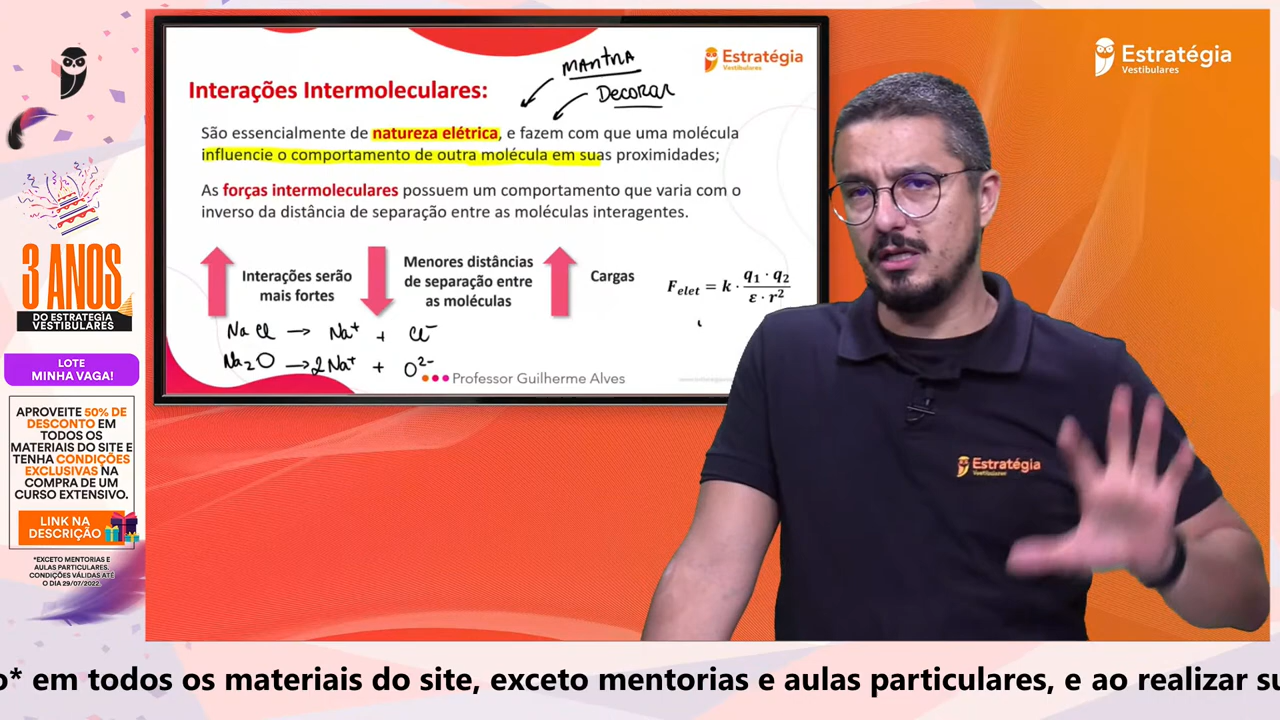 3 ANOS
DO ESTRATÉGIA
VESTIBULARES
LOTE
MINHA VAGA!
APROVEITE 50% DE
DESCONTO EM
TODOS OS
MATERIAIS DO SITE E
TENHA CONDIÇÕES
EXCLUSIVAS NA
COMPRA DE UM
CURSO EXTENSIVO.
LINK NA
DESCRIÇÃO
*EXCETO MENTORIAS E
AULAS PARTICULARES.
CONDIÇÕES VÁLIDAS ATÉ
O DIA 29/07/2022.
Estratégia
Vestibulares
MANTRA
Decorar
Interações Intermoleculares:
São essencialmente de natureza elétrica, e fazem com que uma molécula
influencie o comportamento de outra molécula em suas proximidades;
As forças intermoleculares possuem um comportamento que varia com o
inverso da distância de separação entre as moléculas interagentes.
Interações serão
mais fortes
Menores distâncias
de separação entre
as moléculas
Cargas
F_elet = k · (q₁ · q₂)/(ε · r²)
NaCl → Na⁺ + Cl⁻
Na₂O → 2Na⁺ + O²⁻
Professor Guilherme Alves
Estratégia
Vestibulares
Estratégia
Vestibulares
o* em todos os materiais do site, exceto mentorias e aulas particulares, e ao realizar su